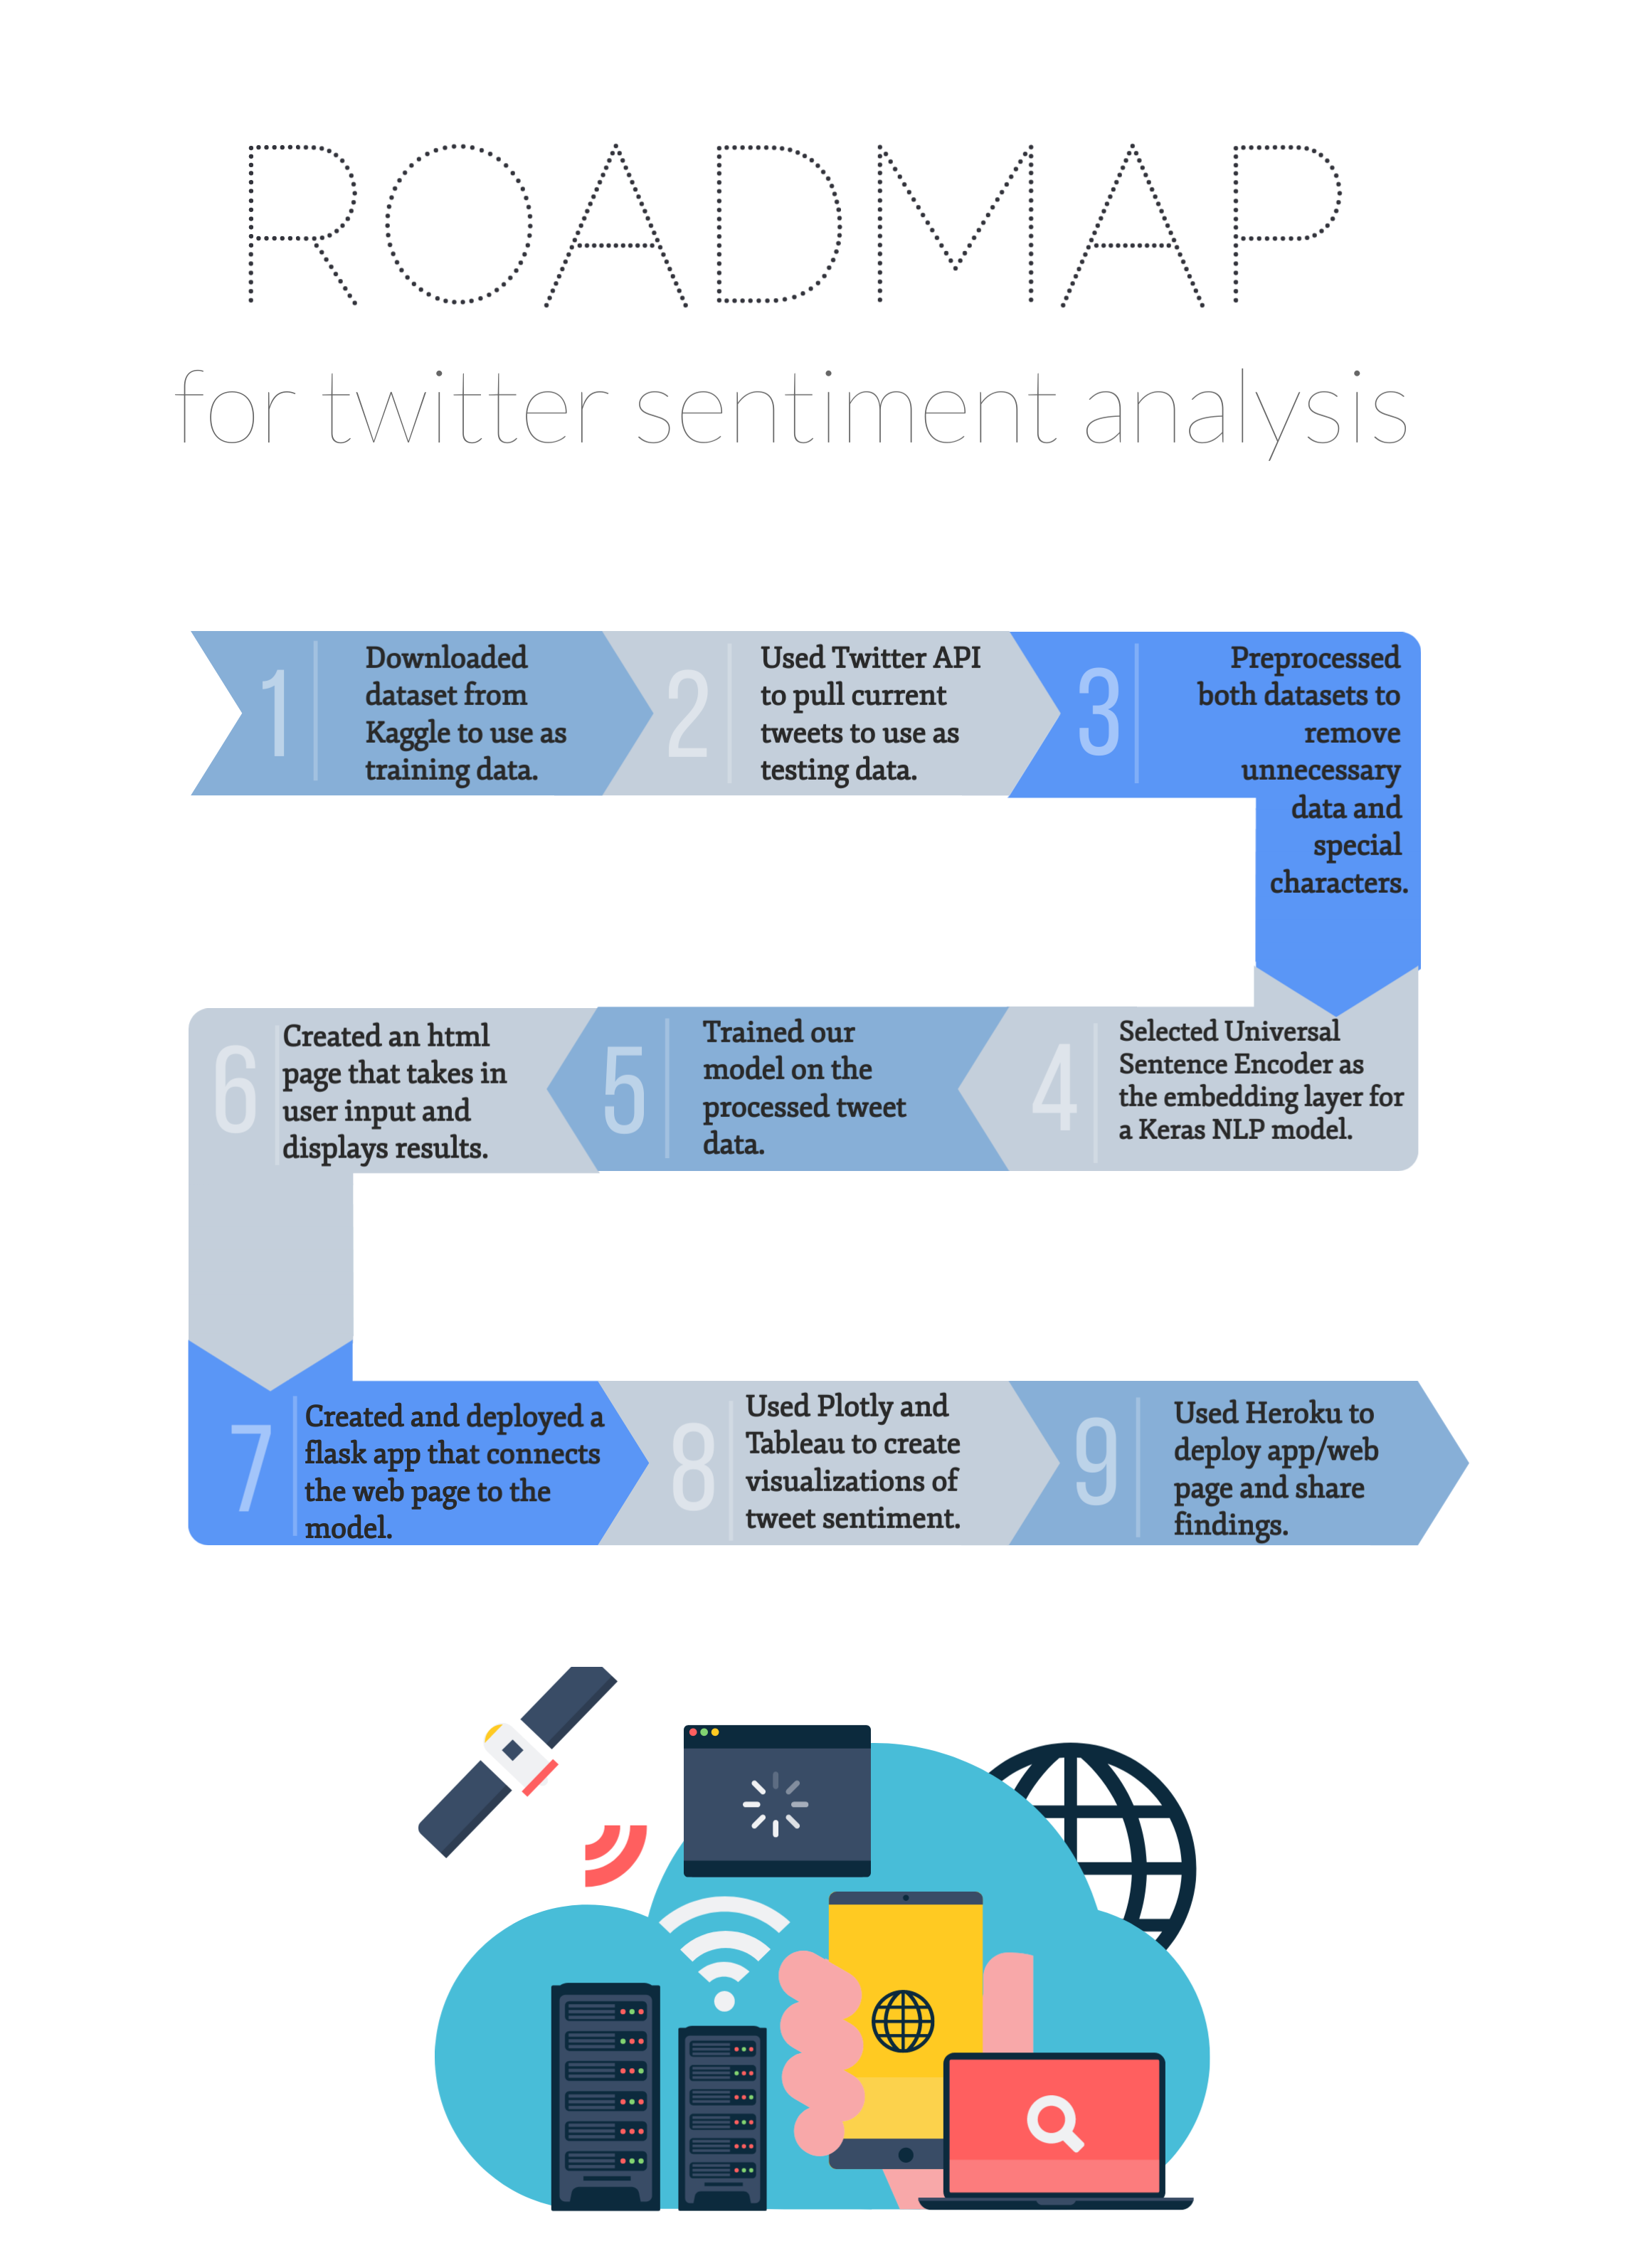 ROADMAP
for twitter sentiment analysis
1
Downloaded
dataset from
Kaggle to use as
training data.
2
Used Twitter API
to pull current
tweets to use as
testing data.
3
Preprocessed
both datasets to
remove
unnecessary
data and
special
characters.
4
Selected Universal
Sentence Encoder as
the embedding layer for
a Keras NLP model.
5
Trained our
model on the
processed tweet
data.
6
Created an html
page that takes in
user input and
displays results.
7
Created and deployed a
flask app that connects
the web page to the
model.
8
Used Plotly and
Tableau to create
visualizations of
tweet sentiment.
9
Used Heroku to
deploy app/web
page and share
findings.